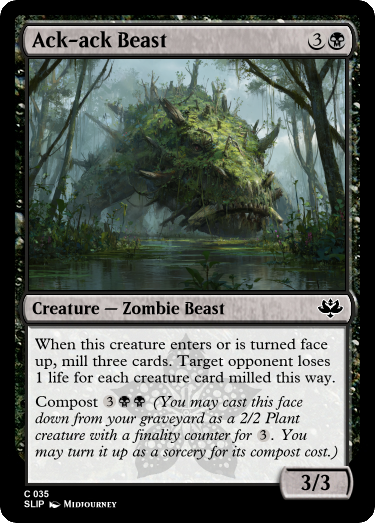 Ack-ack Beast 3
Creature — Zombie Beast
When this creature enters or is turned face
up, mill three cards. Target opponent loses
1 life for each creature card milled this way.
Compost 3 (You may cast this face
down from your graveyard as a 2/2 Plant
creature with a finality counter for 3. You
may turn it up as a sorcery for its compost cost.)
3/3
C 035
SLIP Midjourney